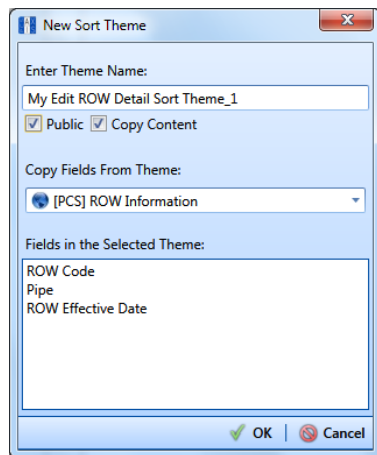 New Sort Theme
Enter Theme Name:
My Edit ROW Detail Sort Theme_1
Public Copy Content
Copy Fields From Theme:
[PCS] ROW Information
Fields in the Selected Theme:
ROW Code
Pipe
ROW Effective Date
OK Cancel